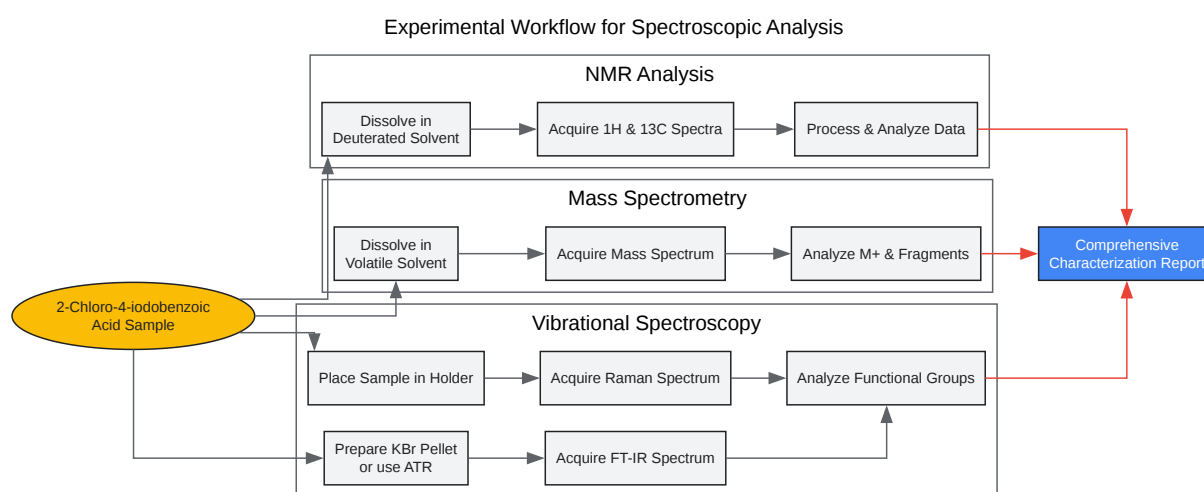 Experimental Workflow for Spectroscopic Analysis
NMR Analysis
Dissolve in
Deuterated Solvent
Acquire 1H & 13C Spectra
Process & Analyze Data
Mass Spectrometry
Dissolve in
Volatile Solvent
Acquire Mass Spectrum
Analyze M+ & Fragments
Comprehensive
Characterization Report
2-Chloro-4-iodobenzoic
Acid Sample
Vibrational Spectroscopy
Place Sample in Holder
Acquire Raman Spectrum
Analyze Functional Groups
Prepare KBr Pellet
or use ATR
Acquire FT-IR Spectrum